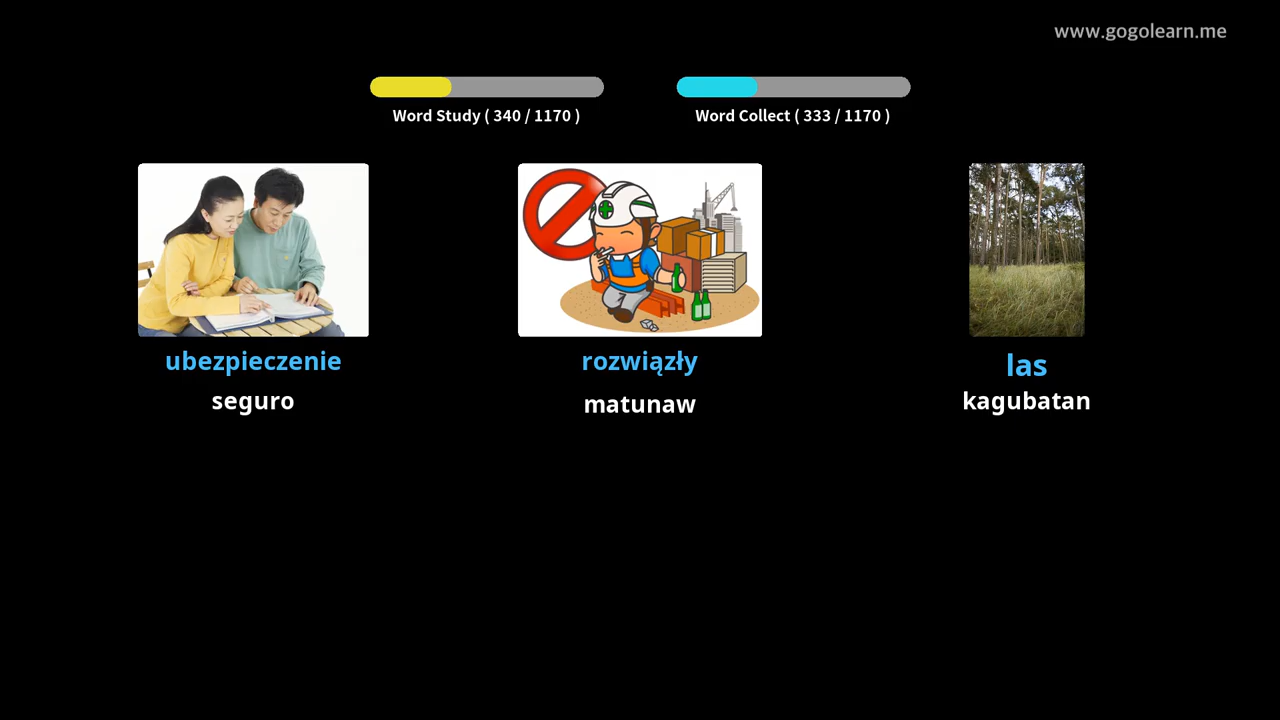 www.gogolearn.me
Word Study ( 340 / 1170 )
Word Collect ( 333 / 1170 )
ubezpieczenie
rozwiązły
las
seguro
matunaw
kagubatan